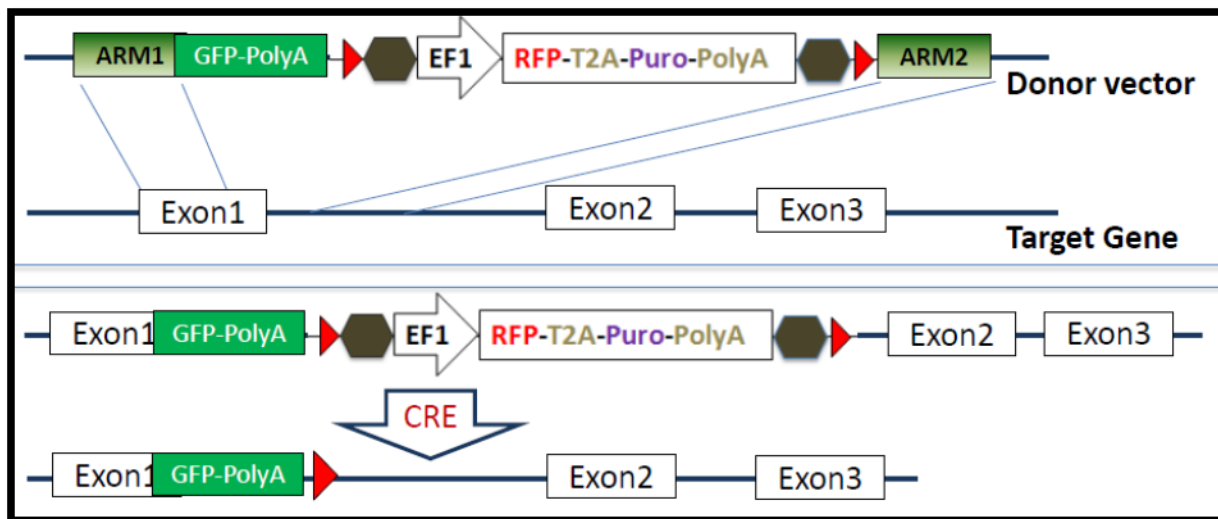 ARM1 GFP-PolyA EF1 RFP-T2A-Puro-PolyA ARM2
Donor vector
Exon1 Exon2 Exon3
Target Gene
Exon1 GFP-PolyA EF1 RFP-T2A-Puro-PolyA Exon2 Exon3
CRE
Exon1 GFP-PolyA Exon2 Exon3